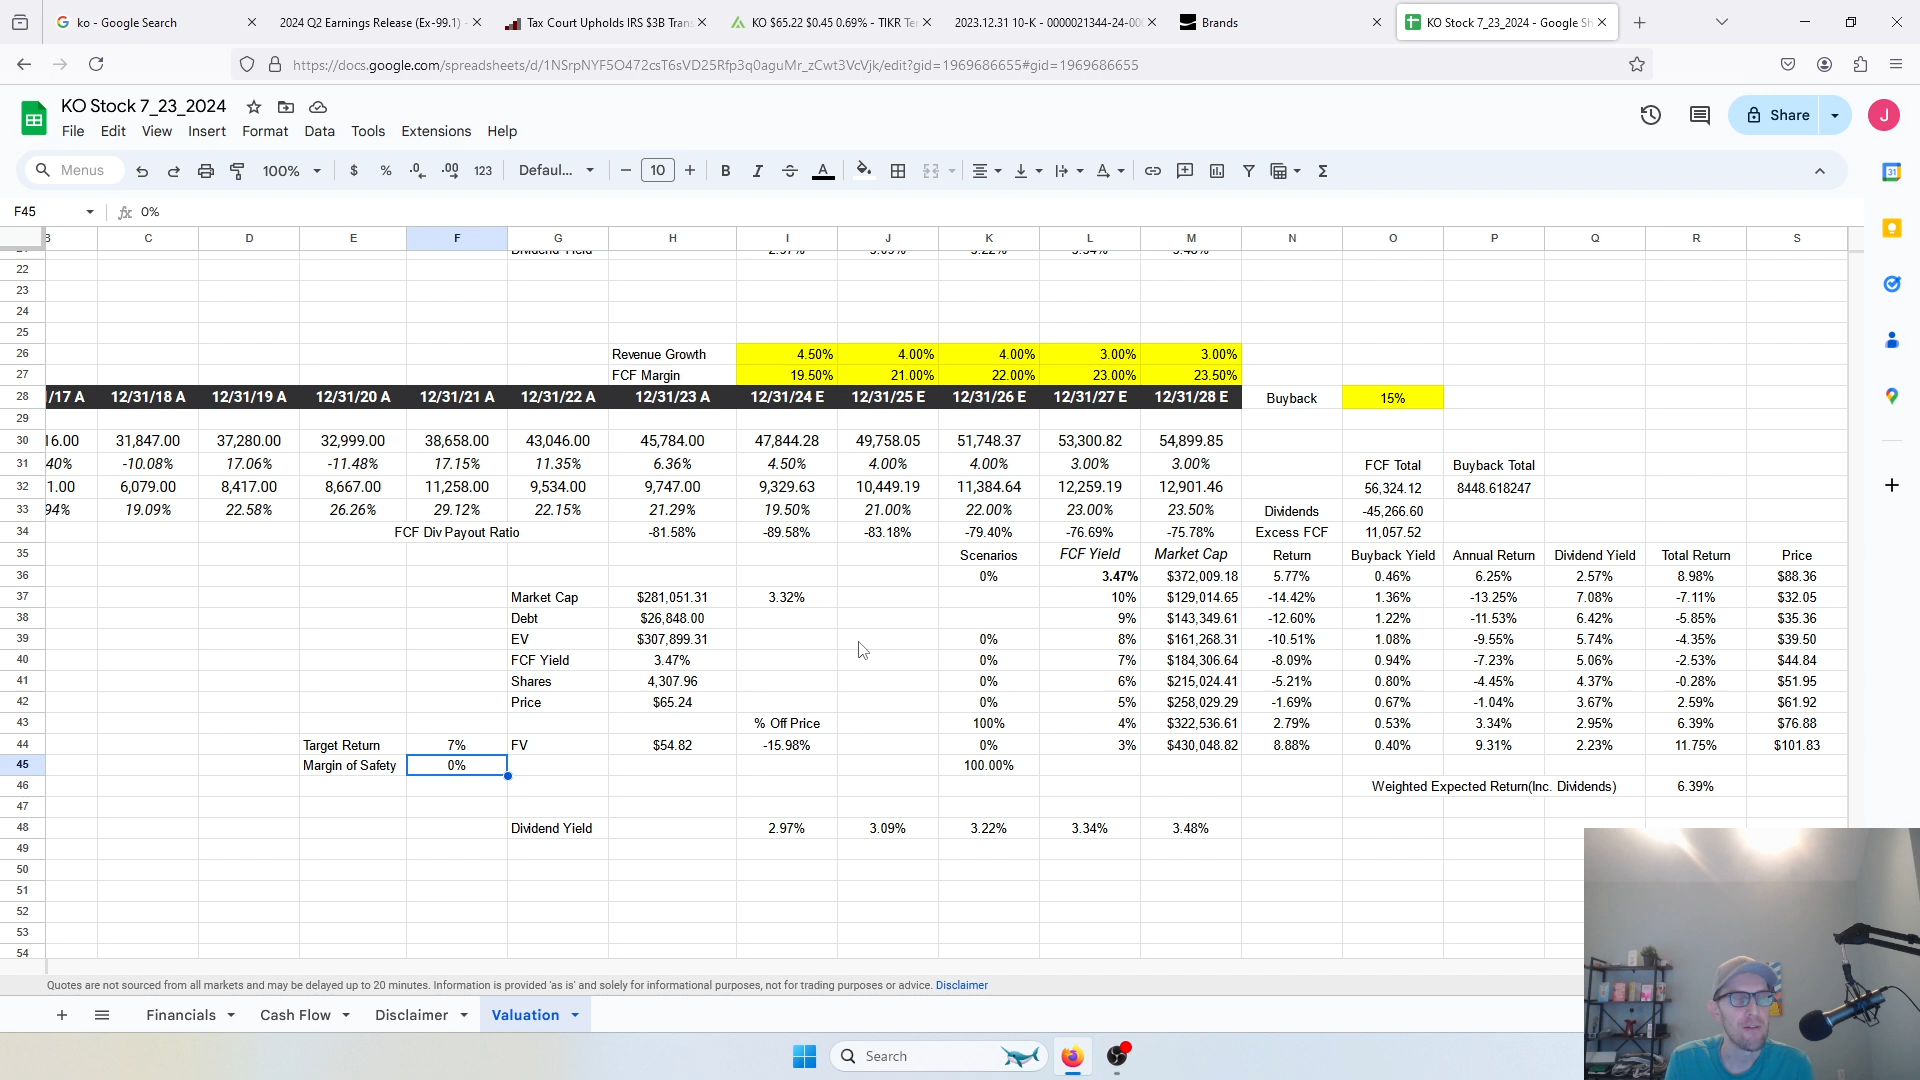 ko - Google Search
2024 Q2 Earnings Release (Ex-99.1) -
Tax Court Upholds IRS $3B Tran
KO $65.22 $0.45 0.69% - TIKR Te
2023.12.31 10-K - 0000021344-24-00
Brands
KO Stock 7_23_2024 - Google Sh
https://docs.google.com/spreadsheets/d/1NSrpNYF5O472csT6sVD25Rfp3q0aguMr_zCwt3VcVjk/edit?gid=1969686655#gid=1969686655
KO Stock 7_23_2024
Share
J
File Edit View Insert Format Data Tools Extensions Help
Menus 100% $ % .0 .00 123 Defaul... 10 B I A
31
F45 fx 0%
B C D E F G H I J K L M N O P Q R S
22
23
24
25
26 Revenue Growth 4.50% 4.00% 4.00% 3.00% 3.00%
27 FCF Margin 19.50% 21.00% 22.00% 23.00% 23.50%
28 /17 A 12/31/18 A 12/31/19 A 12/31/20 A 12/31/21 A 12/31/22 A 12/31/23 A 12/31/24 E 12/31/25 E 12/31/26 E 12/31/27 E 12/31/28 E Buyback 15%
29
30 16.00 31,847.00 37,280.00 32,999.00 38,658.00 43,046.00 45,784.00 47,844.28 49,758.05 51,748.37 53,300.82 54,899.85
31 40% -10.08% 17.06% -11.48% 17.15% 11.35% 6.36% 4.50% 4.00% 4.00% 3.00% 3.00% FCF Total Buyback Total
32 1.00 6,079.00 8,417.00 8,667.00 11,258.00 9,534.00 9,747.00 9,329.63 10,449.19 11,384.64 12,259.19 12,901.46 56,324.12 8448.618247
33 94% 19.09% 22.58% 26.26% 29.12% 22.15% 21.29% 19.50% 21.00% 22.00% 23.00% 23.50% Dividends -45,266.60
34 FCF Div Payout Ratio -81.58% -89.58% -83.18% -79.40% -76.69% -75.78% Excess FCF 11,057.52
35 Scenarios FCF Yield Market Cap Return Buyback Yield Annual Return Dividend Yield Total Return Price
36 0% 3.47% $372,009.18 5.77% 0.46% 6.25% 2.57% 8.98% $88.36
37 Market Cap $281,051.31 3.32% 10% $129,014.65 -14.42% 1.36% -13.25% 7.08% -7.11% $32.05
38 Debt $26,848.00 9% $143,349.61 -12.60% 1.22% -11.53% 6.42% -5.85% $35.36
39 EV $307,899.31 0% 8% $161,268.31 -10.51% 1.08% -9.55% 5.74% -4.35% $39.50
40 FCF Yield 3.47% 0% 7% $184,306.64 -8.09% 0.94% -7.23% 5.06% -2.53% $44.84
41 Shares 4,307.96 0% 6% $215,024.41 -5.21% 0.80% -4.45% 4.37% -0.28% $51.95
42 Price $65.24 0% 5% $258,029.29 -1.69% 0.67% -1.04% 3.67% 2.59% $61.92
43 % Off Price 100% 4% $322,536.61 2.79% 0.53% 3.34% 2.95% 6.39% $76.88
44 Target Return 7% FV $54.82 -15.98% 0% 3% $430,048.82 8.88% 0.40% 9.31% 2.23% 11.75% $101.83
45 Margin of Safety 0% 100.00%
46 Weighted Expected Return(Inc. Dividends) 6.39%
47
48 Dividend Yield 2.97% 3.09% 3.22% 3.34% 3.48%
49
50
51
52
53
54
Quotes are not sourced from all markets and may be delayed up to 20 minutes. Information is provided 'as is' and solely for informational purposes, not for trading purposes or advice. Disclaimer
Financials Cash Flow Disclaimer Valuation
Search